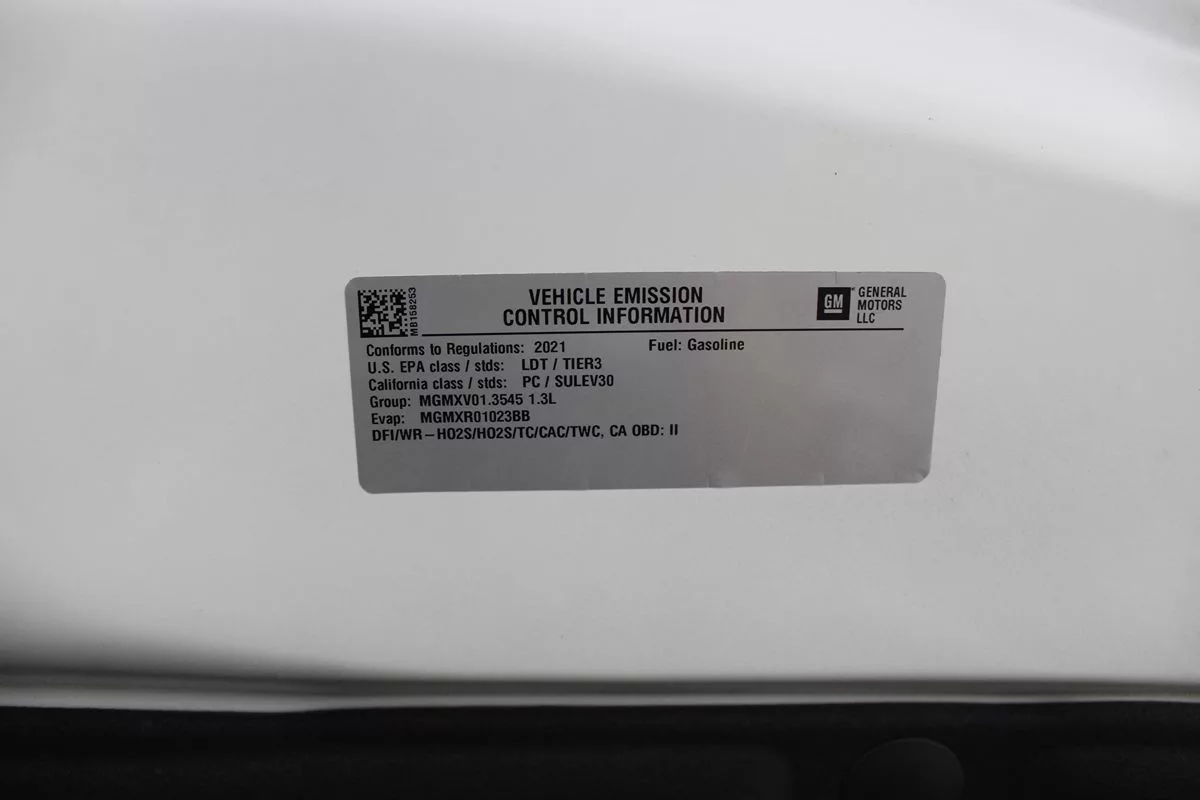 MB158253
VEHICLE EMISSION
CONTROL INFORMATION
GM
GENERAL
MOTORS
LLC
Conforms to Regulations: 2021 Fuel: Gasoline
U.S. EPA class / stds: LDT / TIER3
California class / stds: PC / SULEV30
Group: MGMXV01.3545 1.3L
Evap: MGMXR01023BB
DFI/WR-HO2S/HO2S/TC/CAC/TWC, CA OBD: II